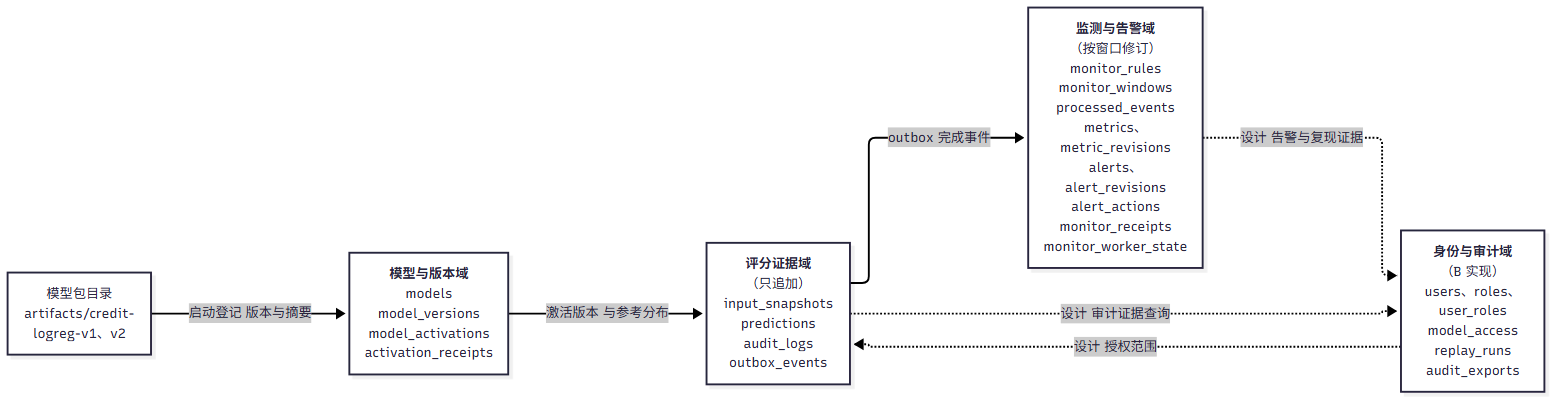 模型包目录
artifacts/credit-
logreg-v1、v2
启动登记 版本与摘要
模型与版本域
models
model_versions
model_activations
activation_receipts
激活版本 与参考分布
评分证据域
（只追加）
input_snapshots
predictions
audit_logs
outbox_events
outbox 完成事件
监测与告警域
（按窗口修订）
monitor_rules
monitor_windows
processed_events
metrics、
metric_revisions
alerts、
alert_revisions
alert_actions
monitor_receipts
monitor_worker_state
设计 告警与复现证据
设计 审计证据查询
设计 授权范围
身份与审计域
（B 实现）
users、roles、
user_roles
model_access
replay_runs
audit_exports